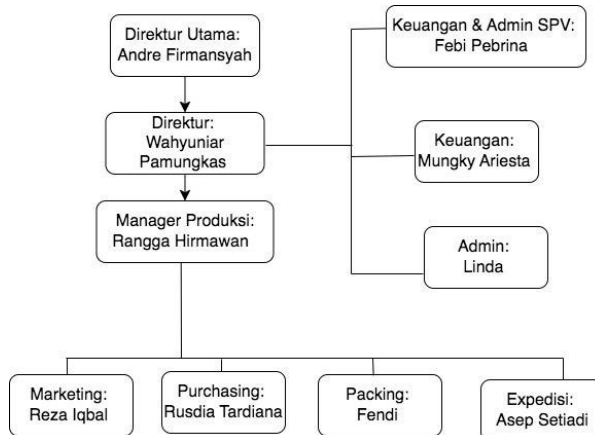 Direktur Utama:
Andre Firmansyah
Keuangan & Admin SPV:
Febi Pebrina
Direktur:
Wahyuniar
Pamungkas
Keuangan:
Mungky Ariesta
Manager Produksi:
Rangga Hirmawan
Admin:
Linda
Marketing:
Reza Iqbal
Purchasing:
Rusdia Tardiana
Packing:
Fendi
Expedisi:
Asep Setiadi